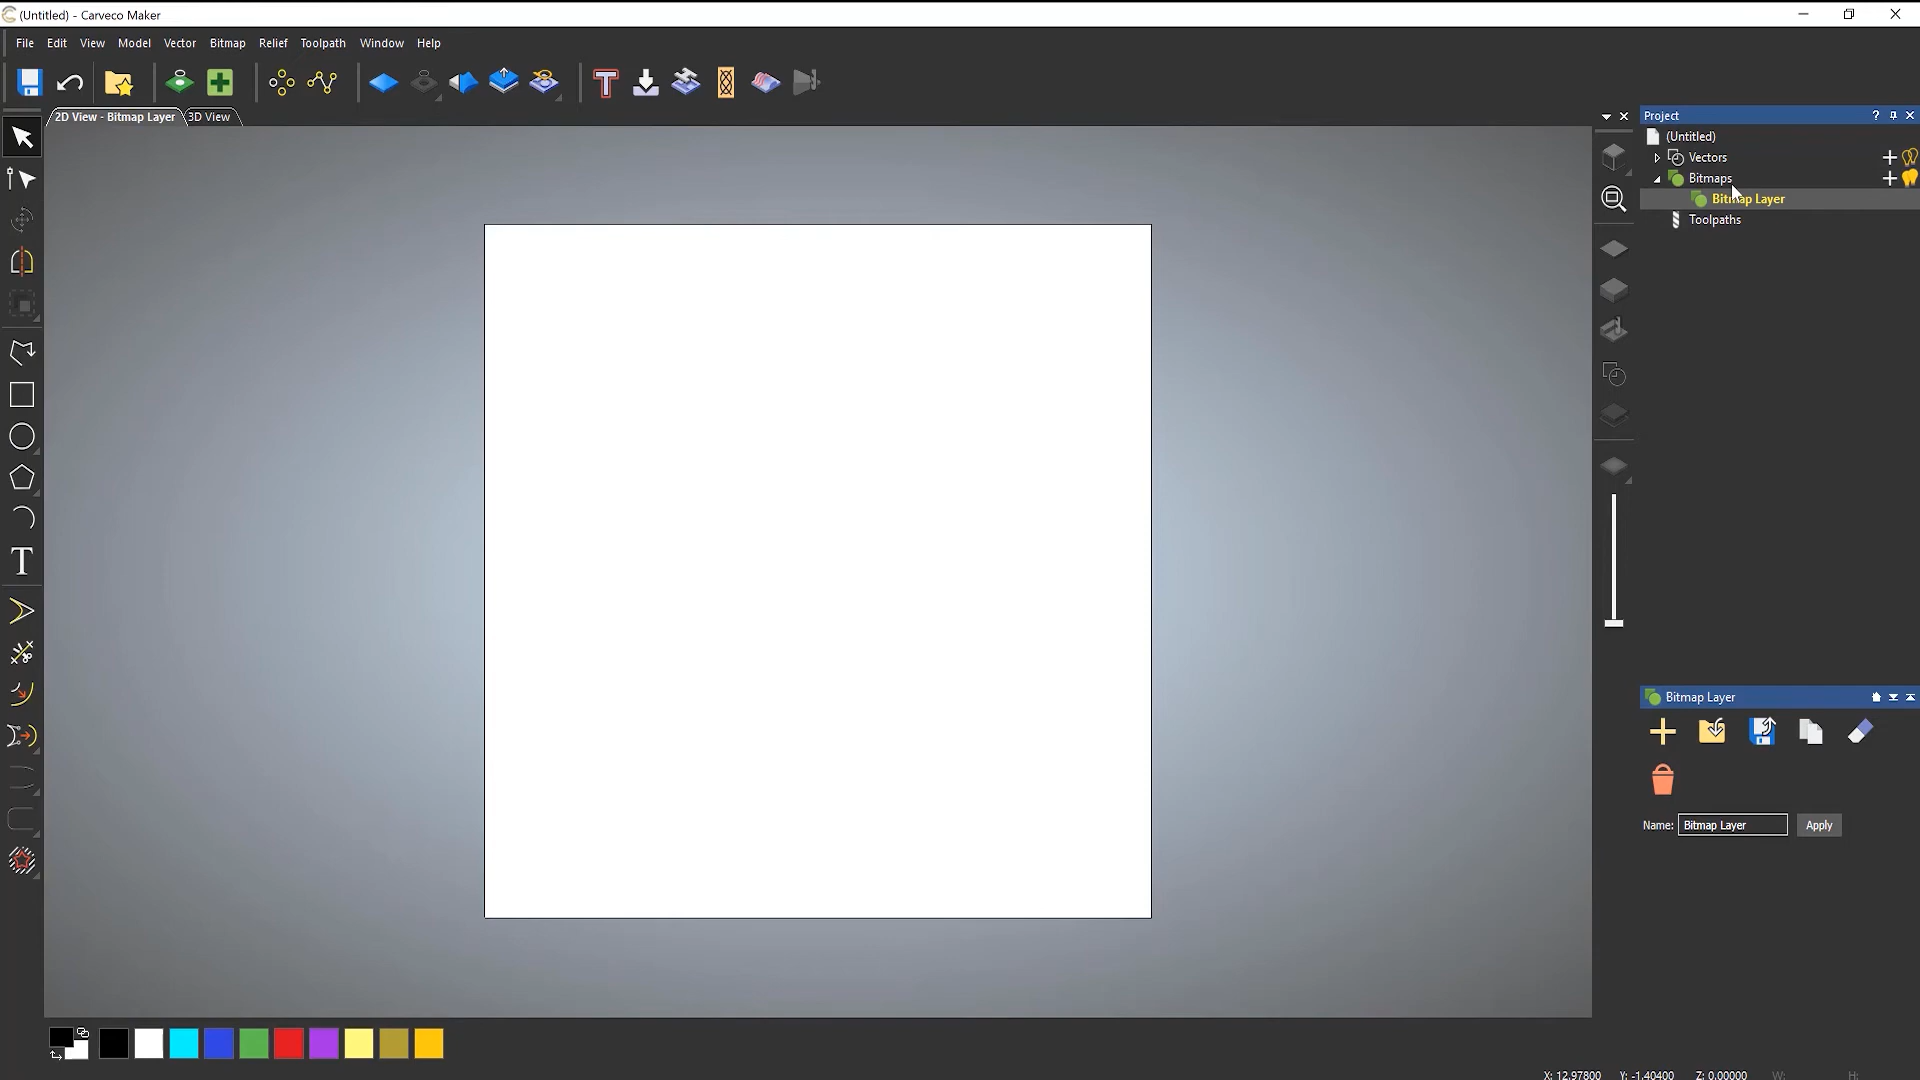 (Untitled) - Carveco Maker
File Edit View Model Vector Bitmap Relief Toolpath Window Help
2D View - Bitmap Layer 3D View
Project
(Untitled)
Vectors
Bitmaps
Bitmap Layer
Toolpaths
Bitmap Layer
Name: Bitmap Layer Apply
X: 12.97800 Y: -1.40400 Z: 0.00000 W: H: